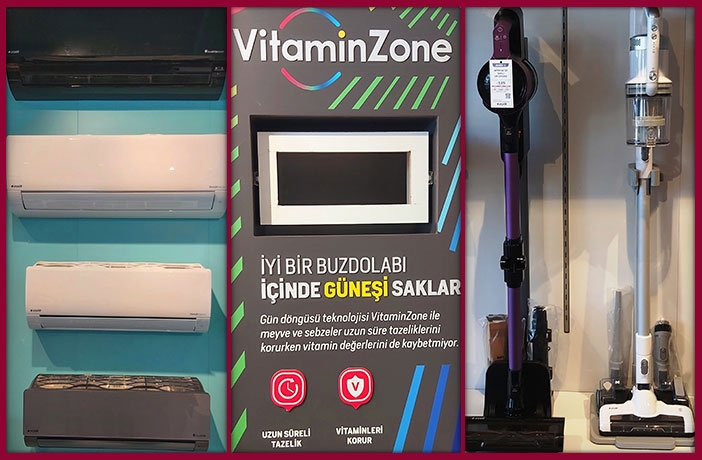 VitaminZone
İYİ BİR BUZDOLABI
İÇİNDE GÜNEŞİ SAKLAR
Gün döngüsü teknolojisi VitaminZone ile
meyve ve sebzeler uzun süre tazeliklerini
korurken vitamin değerlerini de kaybetmiyor.
UZUN SÜRELİ
TAZELİK
VİTAMİNLERİ
KORUR